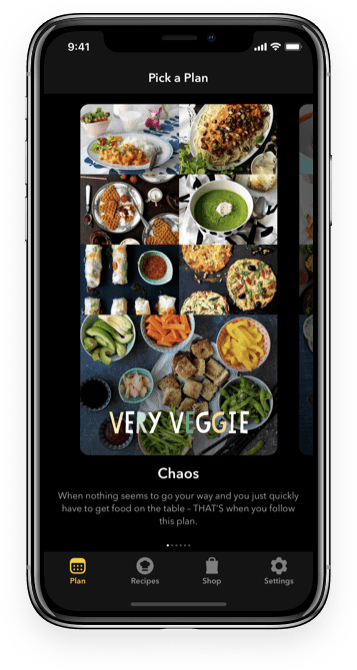 9:41
Pick a Plan
VERY VEGGIE
Chaos
When nothing seems to go your way and you just quickly
have to get food on the table – THAT'S when you follow
this plan.
Plan
Recipes
Shop
Settings